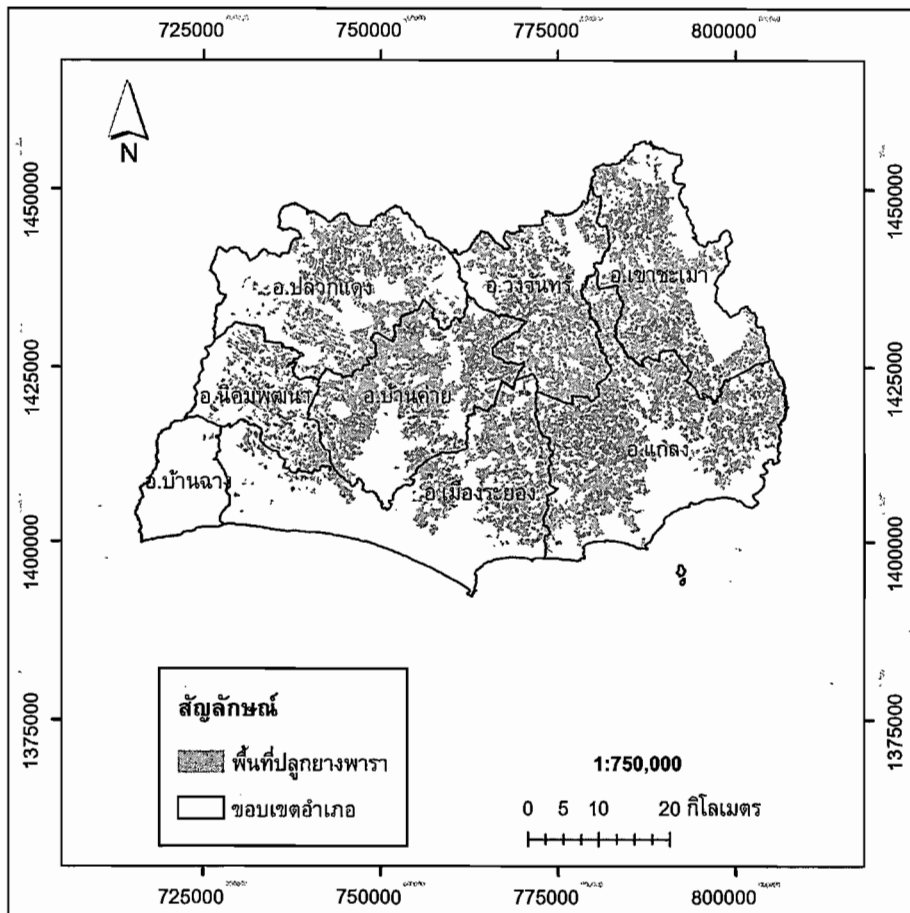 725000 750000 775000 800000
N
1450000 1450000
อ.ปลวกแดง อ.วังจันทร์ อ.เขาชะเมา
1425000 1425000
อ.นิคมพัฒนา อ.บ้านค่าย
อ.แกลง
อ.บ้านฉาง อ.เมืองระยอง
1400000 1400000
สัญลักษณ์
1375000 1375000
พื้นที่ปลูกยางพารา
1:750,000
ขอบเขตอำเภอ
0 5 10 20 กิโลเมตร
725000 750000 775000 800000